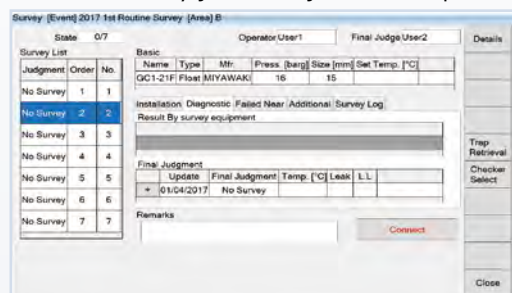 Survey [Event] 2017 1st Routine Survey [Area] B
State 0/7 Operator User1 Final Judge User2 Details
Survey List
Judgment Order No.
No Survey 1 1
No Survey 2 2
No Survey 3 3
No Survey 4 4
No Survey 5 5
No Survey 6 6
No Survey 7 7
Basic
Name Type Mfr. Press. [barg] Size [mm] Set Temp. [°C]
GC1-21F Float MIYAWAKI 16 15
Installation Diagnostic Failed Near Additional Survey Log
Result By survey equipment
Final Judgment
Update Final Judgment Temp. [°C] Leak L.L
+ 01/04/2017 No Survey
Remarks
Connect
Trap
Retrieval
Checker
Select
Close